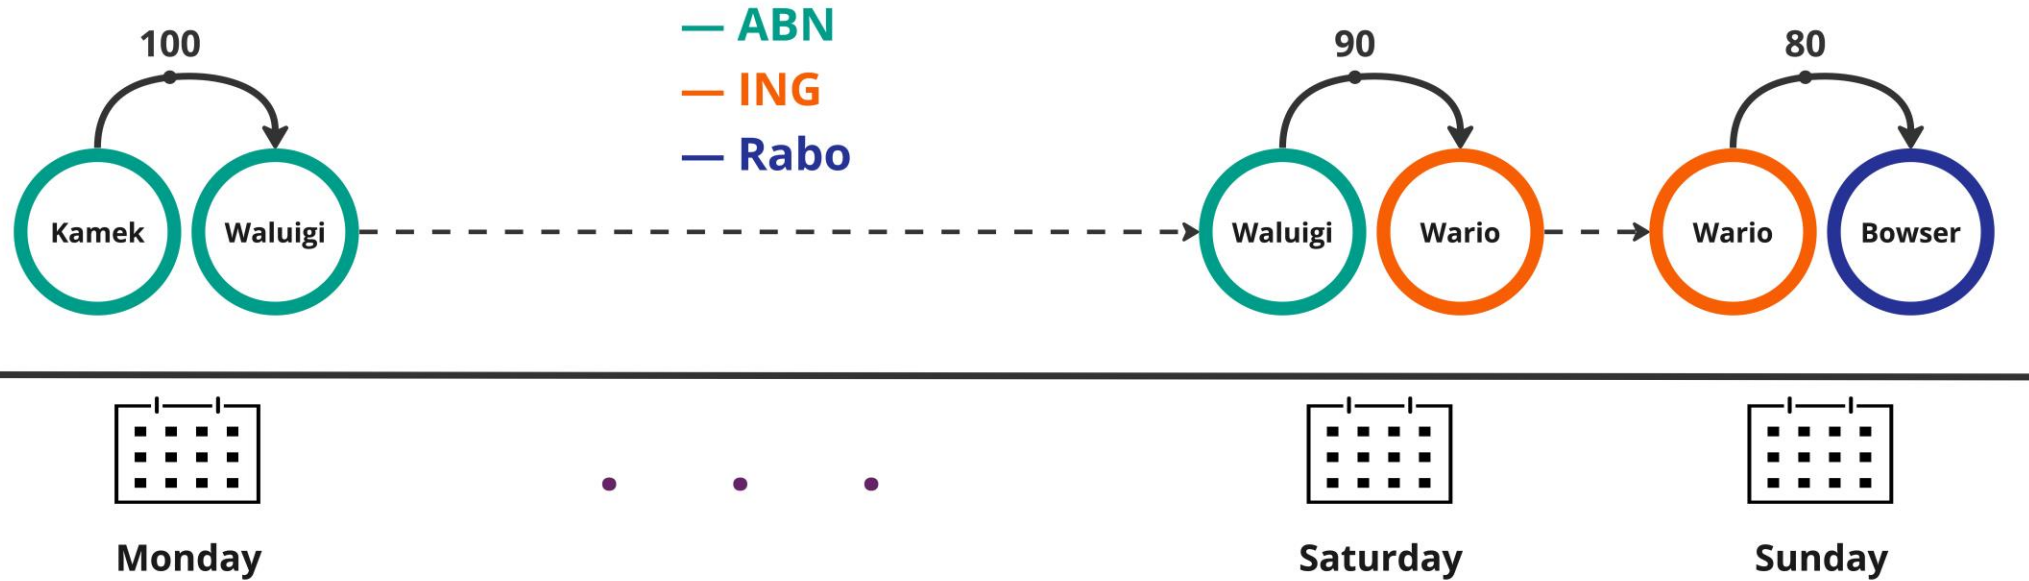 — ABN
— ING
— Rabo
100
90
80
Kamek
Waluigi
Waluigi
Wario
Wario
Bowser
Monday
Saturday
Sunday